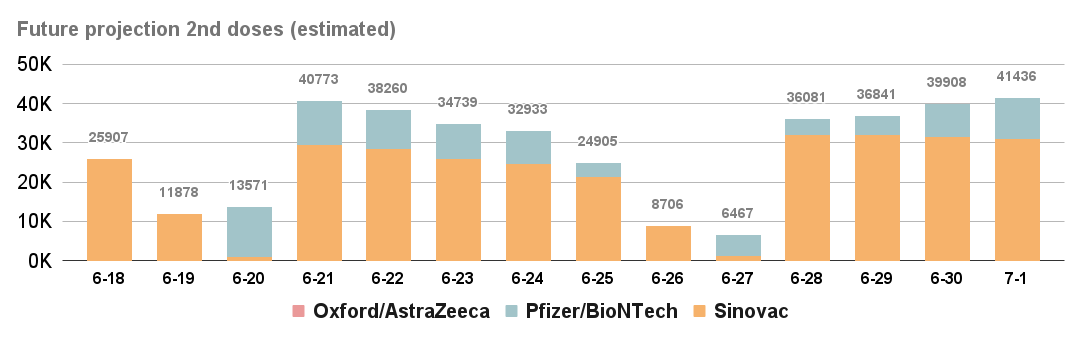 Future projection 2nd doses (estimated)
50K
40K
30K
20K
10K
0K
25907
11878
13571
40773
38260
34739
32933
24905
8706
6467
36081
36841
39908
41436
6-18 6-19 6-20 6-21 6-22 6-23 6-24 6-25 6-26 6-27 6-28 6-29 6-30 7-1
Oxford/AstraZeeca Pfizer/BioNTech Sinovac